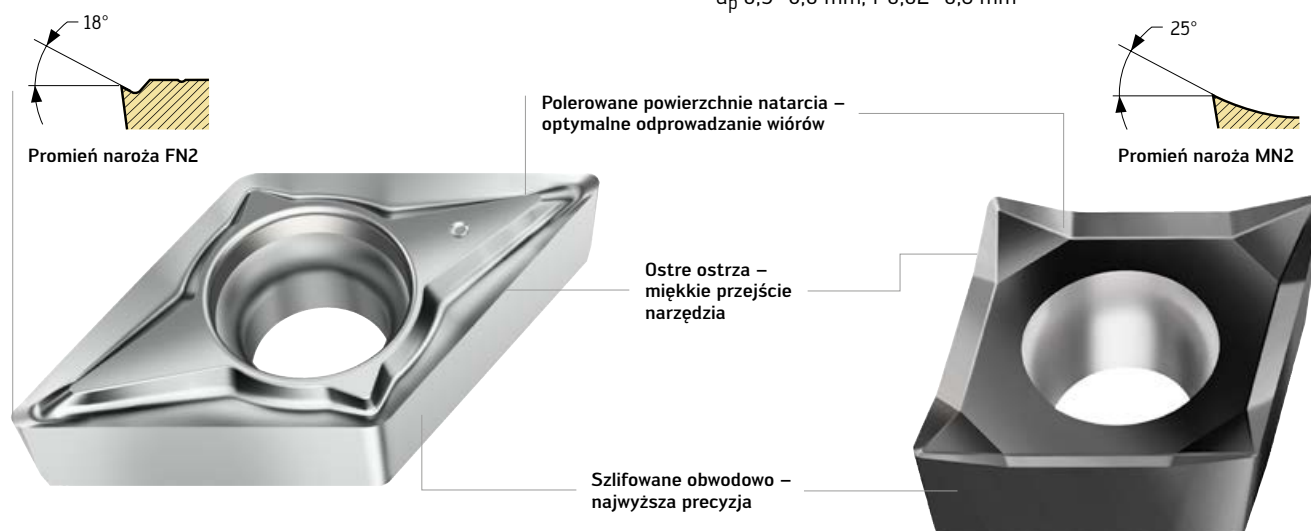 mm
18°
25°
Polerowane powierzchnie natarcia –
optymalne odprowadzanie wiórów
Promień naroża FN2
Promień naroża MN2
Ostre ostrza –
miękkie przejście
narzędzia
Szlifowane obwodowo –
najwyższa precyzja